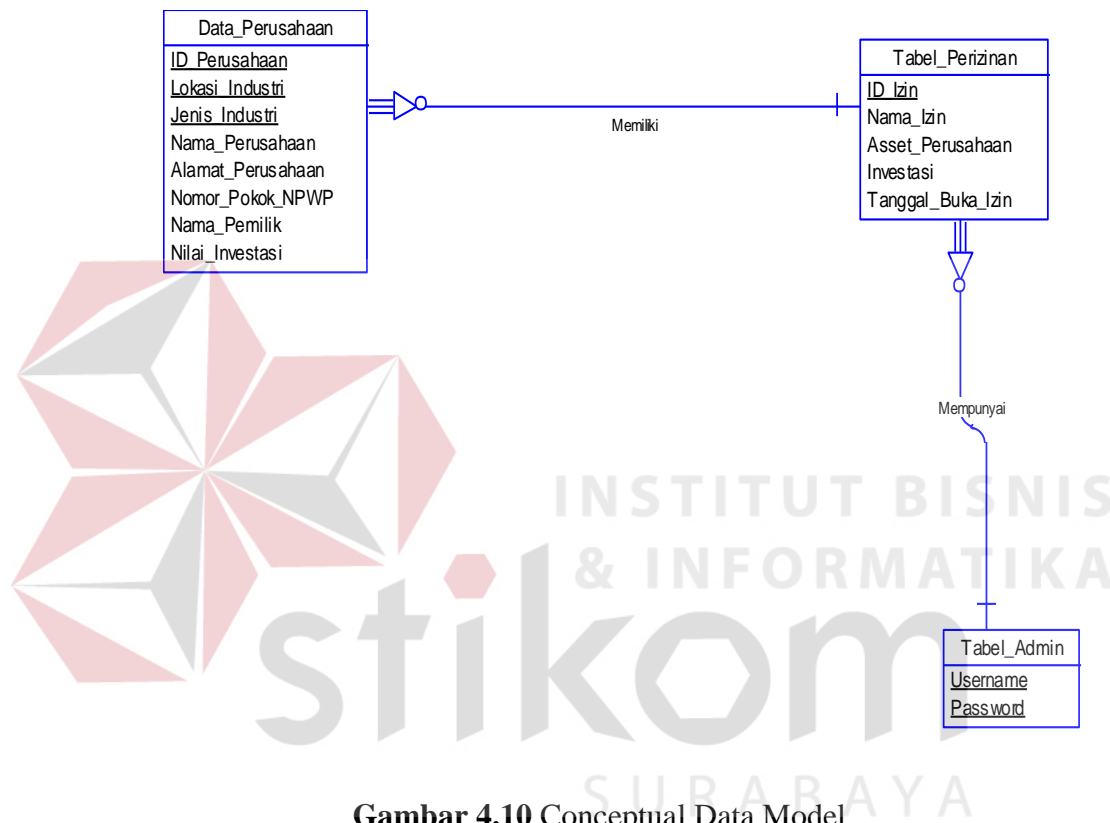 Data_Perusahaan
ID_Perusahaan
Lokasi_Industri
Jenis_Industri
Nama_Perusahaan
Alamat_Perusahaan
Nomor_Pokok_NPWP
Nama_Pemilik
Nilai_Investasi
Memiliki
Tabel_Perizinan
ID_Izin
Nama_Izin
Asset_Perusahaan
Investasi
Tanggal_Buka_Izin
Mempunyai
Tabel_Admin
Username
Password
INSTITUT BISNIS
& INFORMATIKA
stikom
SURABAYA
Gambar 4.10 Conceptual Data Model